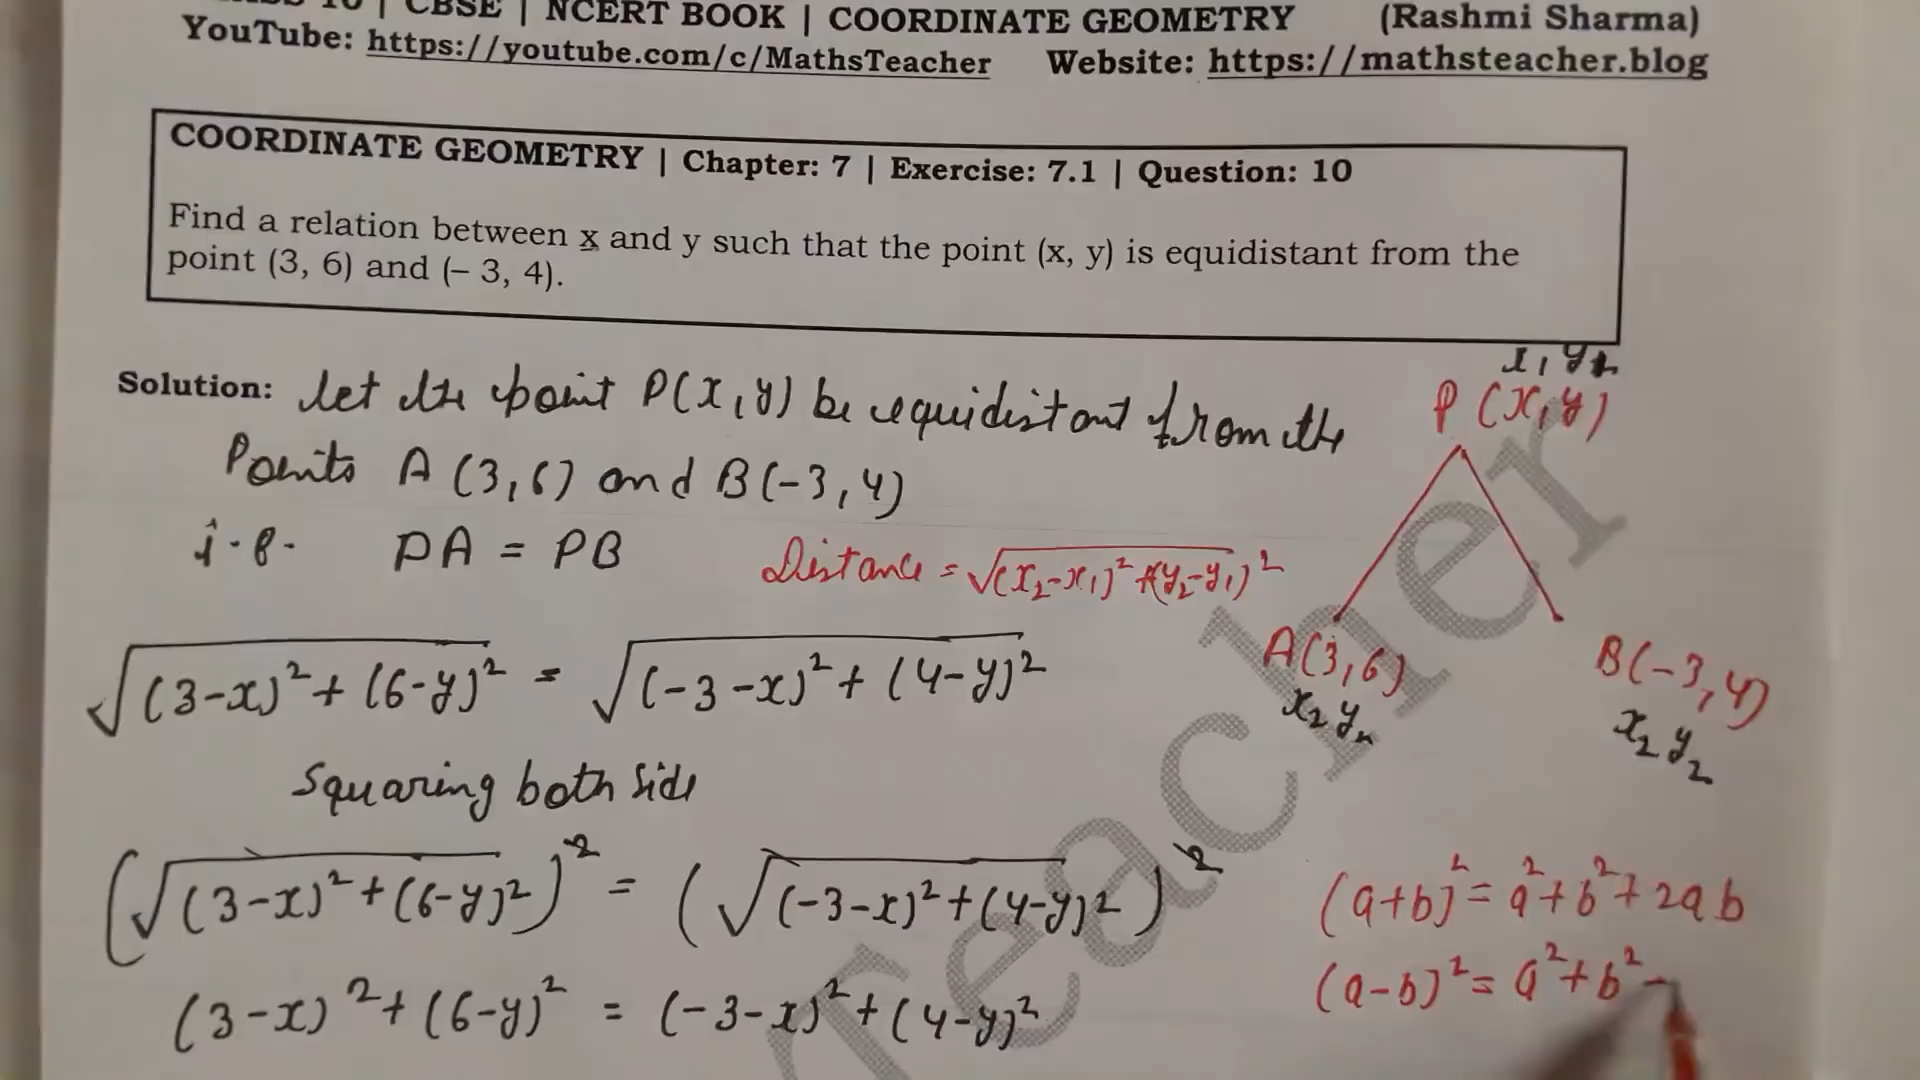 10 | CBSE | NCERT BOOK | COORDINATE GEOMETRY (Rashmi Sharma)
YouTube: https://youtube.com/c/MathsTeacher Website: https://mathsteacher.blog
COORDINATE GEOMETRY | Chapter: 7 | Exercise: 7.1 | Question: 10
Find a relation between x and y such that the point (x, y) is equidistant from the
point (3, 6) and (– 3, 4).
x₁ y₁
Solution: let the point P(x, y) be equidistant from the
P (x, y)
Points A (3, 6) and B(-3, 4)
i.e. PA = PB
Distance = √(x₂-x₁)² + (y₂-y₁)²
A(3, 6)
x₂ y₂
B(-3, 4)
x₂ y₂
√(3-x)² + (6-y)² = √(-3-x)² + (4-y)²
Squaring both side
(√(3-x)² + (6-y)²)² = (√(-3-x)² + (4-y)²)²
(a+b)² = a² + b² + 2ab
(a-b)² = a² + b² -
(3-x)² + (6-y)² = (-3-x)² + (4-y)²
Teacher